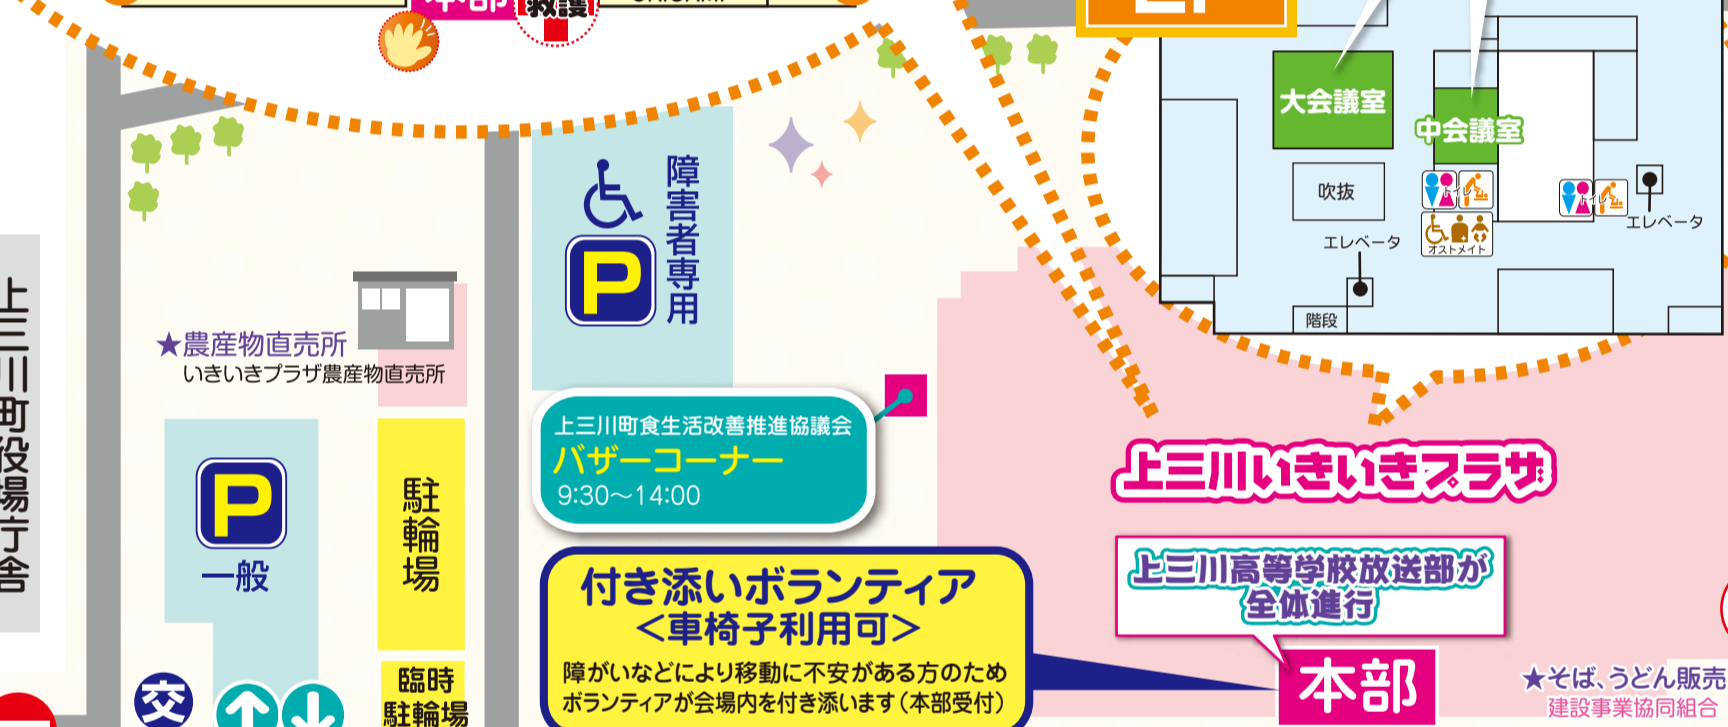 本部
救護
大会議室
中会議室
吹抜
トイレ
トイレ
オストメイト
エレベータ
エレベータ
階段
障害者専用
P
上三川町役場庁舎
★農産物直売所
いきいきプラザ農産物直売所
上三川町食生活改善推進協議会
バザーコーナー
9:30～14:00
P
一般
駐輪場
臨時
駐輪場
交
付き添いボランティア
＜車椅子利用可＞
障がいなどにより移動に不安がある方のため
ボランティアが会場内を付き添います（本部受付）
上三川いきいきプラザ
上三川高等学校放送部が
全体進行
本部
★そば、うどん販売
建設事業協同組合